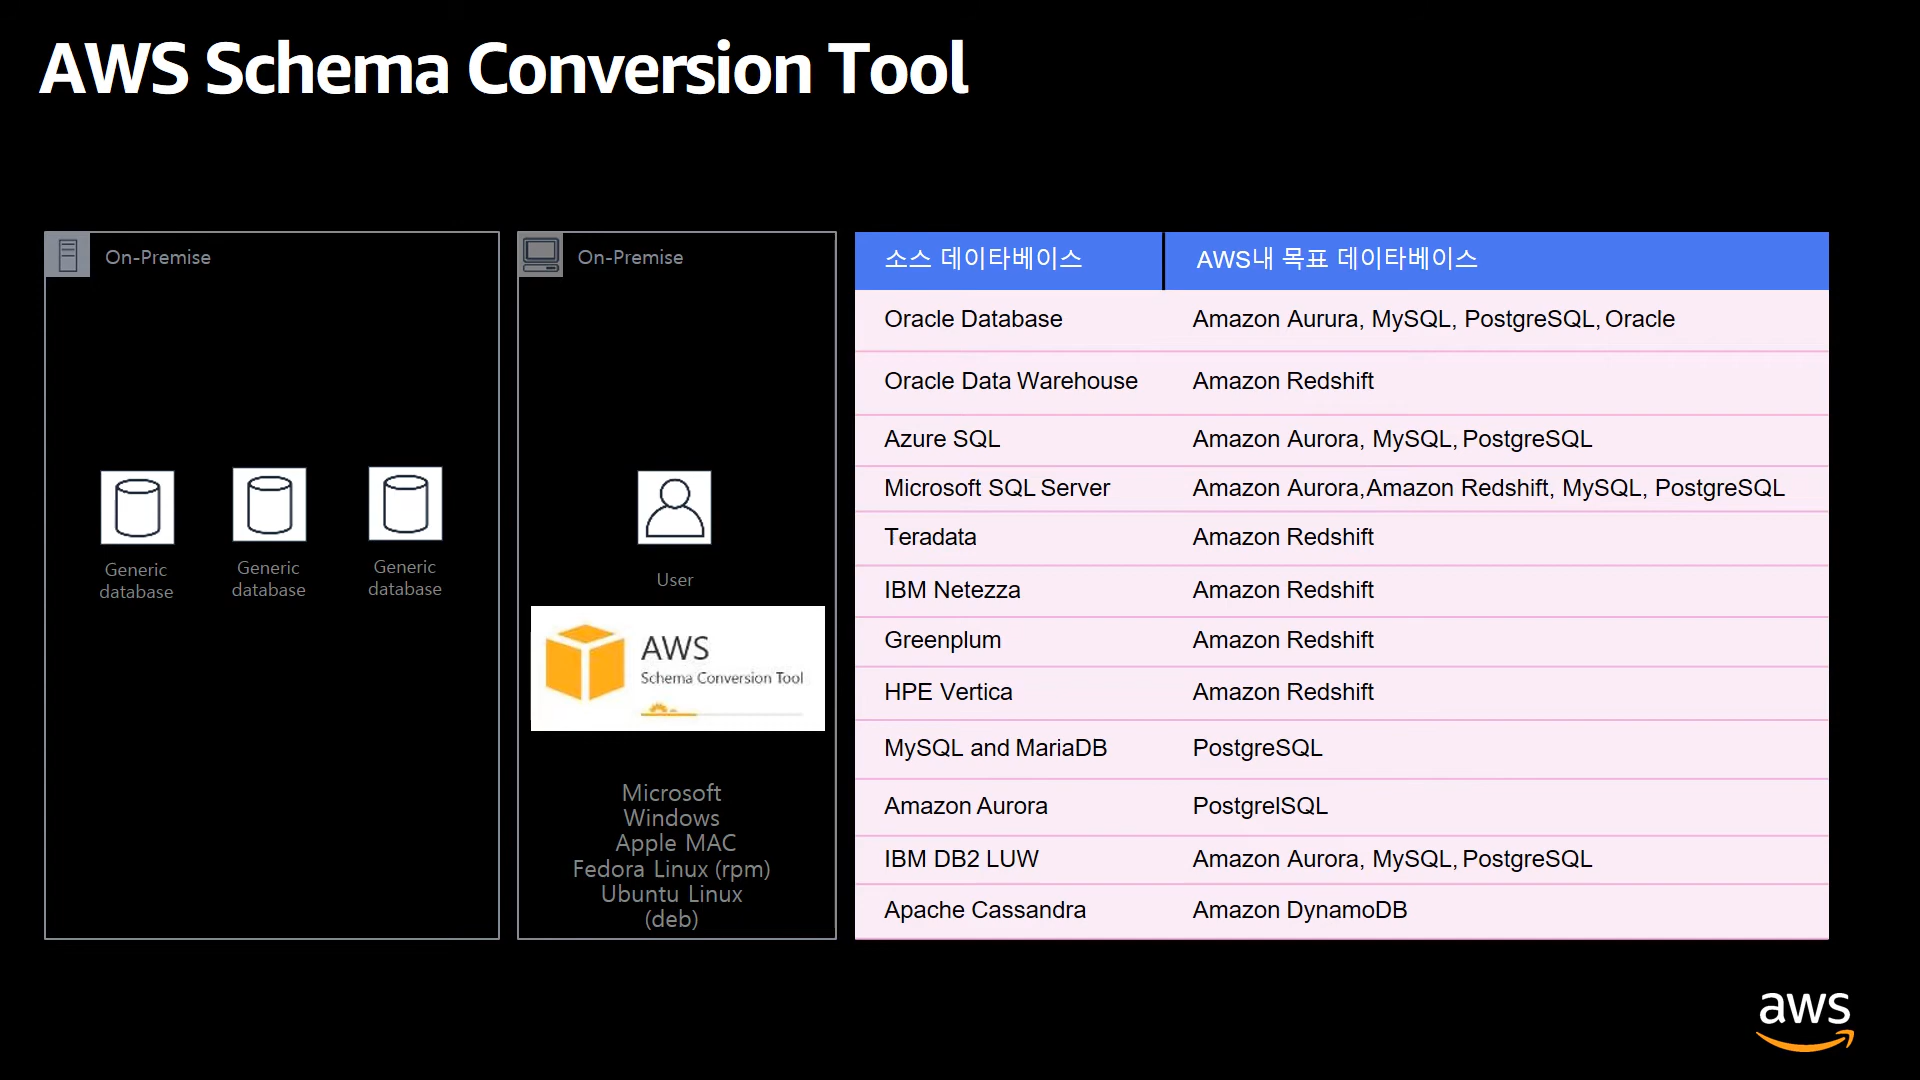 AWS Schema Conversion Tool
On-Premise
Generic
database
Generic
database
Generic
database
On-Premise
User
AWS
Schema Conversion Tool
Microsoft
Windows
Apple MAC
Fedora Linux (rpm)
Ubuntu Linux
(deb)
소스 데이타베이스 AWS내 목표 데이타베이스
Oracle Database Amazon Aurura, MySQL, PostgreSQL, Oracle
Oracle Data Warehouse Amazon Redshift
Azure SQL Amazon Aurora, MySQL, PostgreSQL
Microsoft SQL Server Amazon Aurora,Amazon Redshift, MySQL, PostgreSQL
Teradata Amazon Redshift
IBM Netezza Amazon Redshift
Greenplum Amazon Redshift
HPE Vertica Amazon Redshift
MySQL and MariaDB PostgreSQL
Amazon Aurora PostgrelSQL
IBM DB2 LUW Amazon Aurora, MySQL, PostgreSQL
Apache Cassandra Amazon DynamoDB
aws